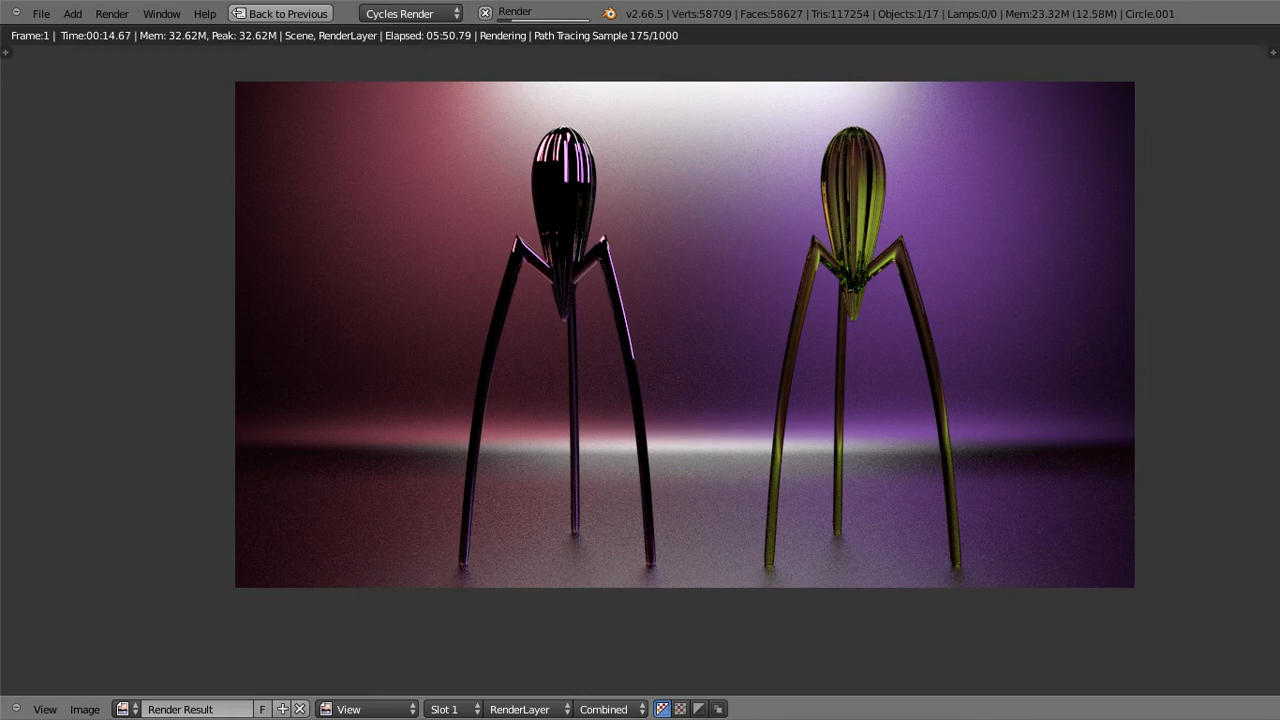 File Add Render Window Help Back to Previous Cycles Render Render v2.66.5 | Verts:58709 | Faces:58627 | Tris:117254 | Objects:1/17 | Lamps:0/0 | Mem:23.32M (12.58M) | Circle.001
Frame:1 | Time:00:14.67 | Mem: 32.62M, Peak: 32.62M | Scene, RenderLayer | Elapsed: 05:50.79 | Rendering | Path Tracing Sample 175/1000
View Image Render Result F View Slot 1 RenderLayer Combined